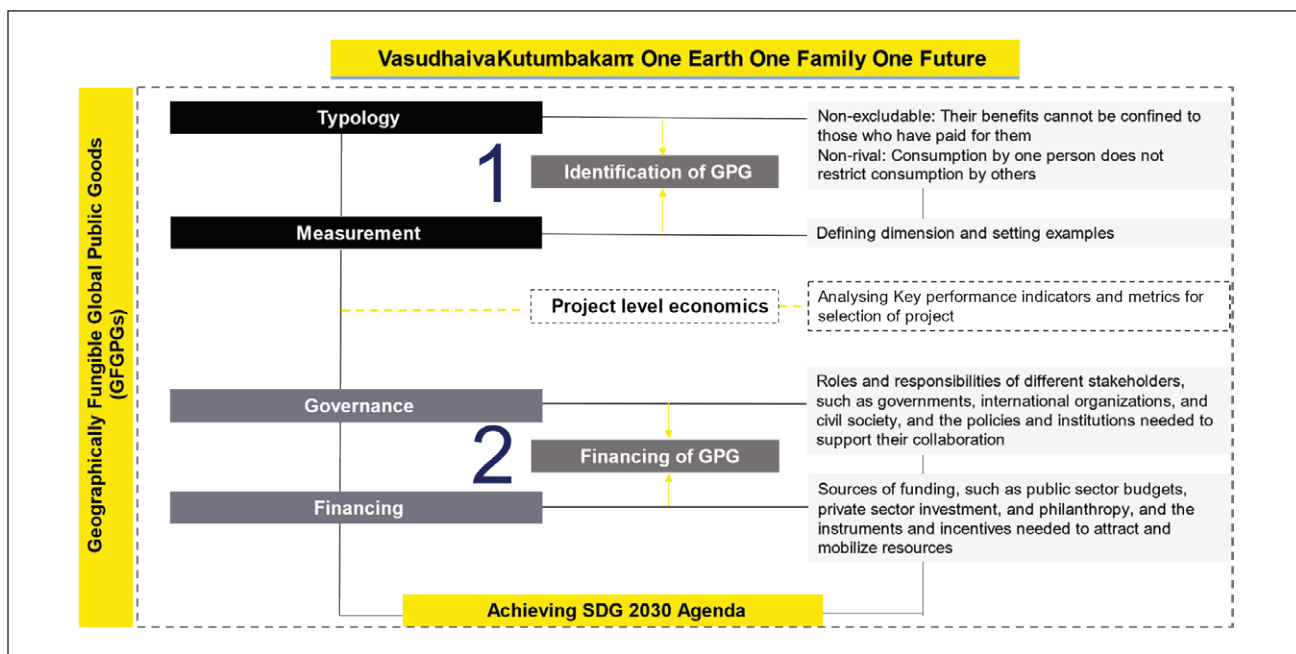 VasudhaivaKutumbakam: One Earth One Family One Future
Geographically Fungible Global Public Goods
(GFGPGs)
Typology
Non-excludable: Their benefits cannot be confined to
those who have paid for them
Non-rival: Consumption by one person does not
restrict consumption by others
1
Identification of GPG
Measurement
Defining dimension and setting examples
Project level economics
Analysing Key performance indicators and metrics for
selection of project
Governance
Roles and responsibilities of different stakeholders,
such as governments, international organizations, and
civil society, and the policies and institutions needed to
support their collaboration
2
Financing of GPG
Financing
Sources of funding, such as public sector budgets,
private sector investment, and philanthropy, and the
instruments and incentives needed to attract and
mobilize resources
Achieving SDG 2030 Agenda